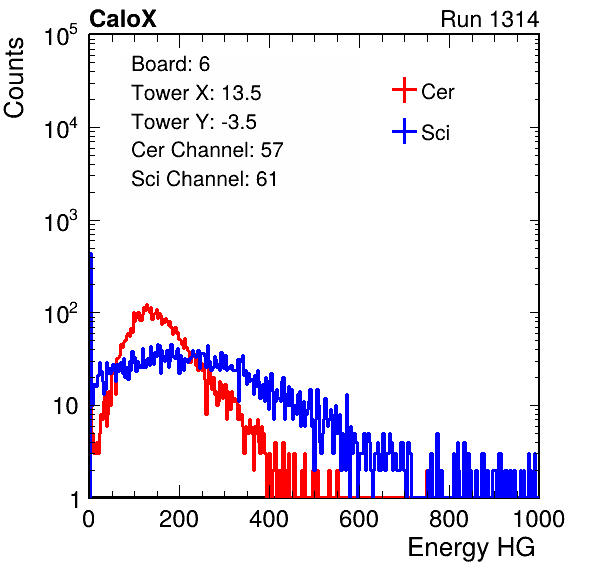 CaloX Run 1314
Counts
10^5
10^4
10^3
10^2
10
1
Board: 6
Tower X: 13.5
Tower Y: -3.5
Cer Channel: 57
Sci Channel: 61
Cer
Sci
0 200 400 600 800 1000
Energy HG